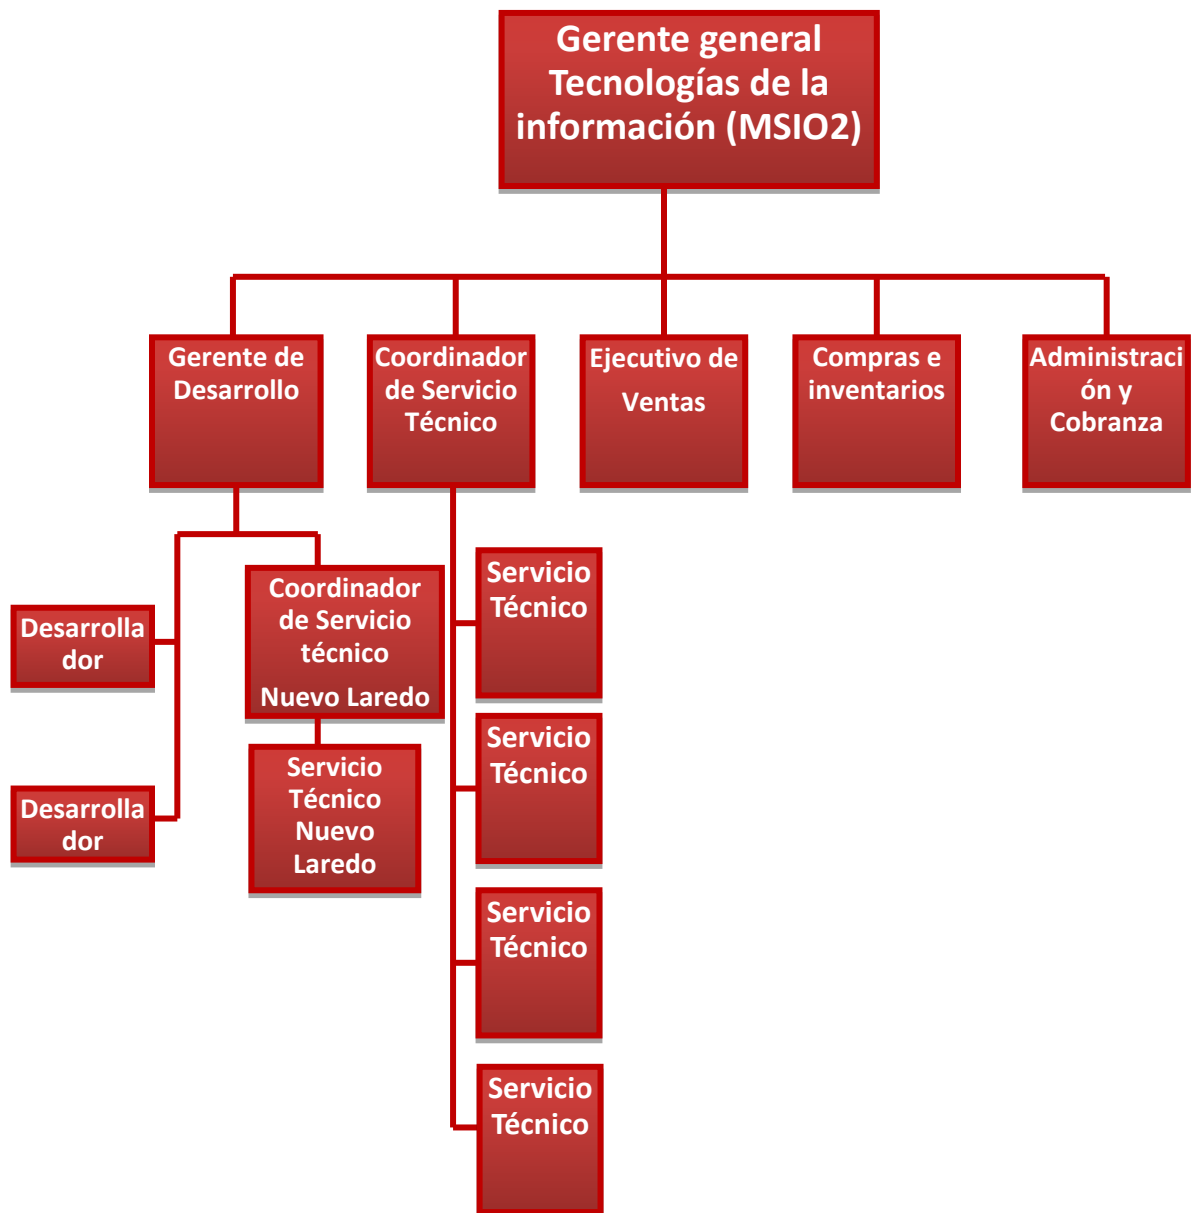 Gerente general
Tecnologías de la
información (MSIO2)
Gerente de
Desarrollo
Coordinador
de Servicio
Técnico
Ejecutivo de
Ventas
Compras e
inventarios
Administraci
ón y
Cobranza
Desarrolla
dor
Desarrolla
dor
Coordinador
de Servicio
técnico
Nuevo Laredo
Servicio
Técnico
Nuevo
Laredo
Servicio
Técnico
Servicio
Técnico
Servicio
Técnico
Servicio
Técnico